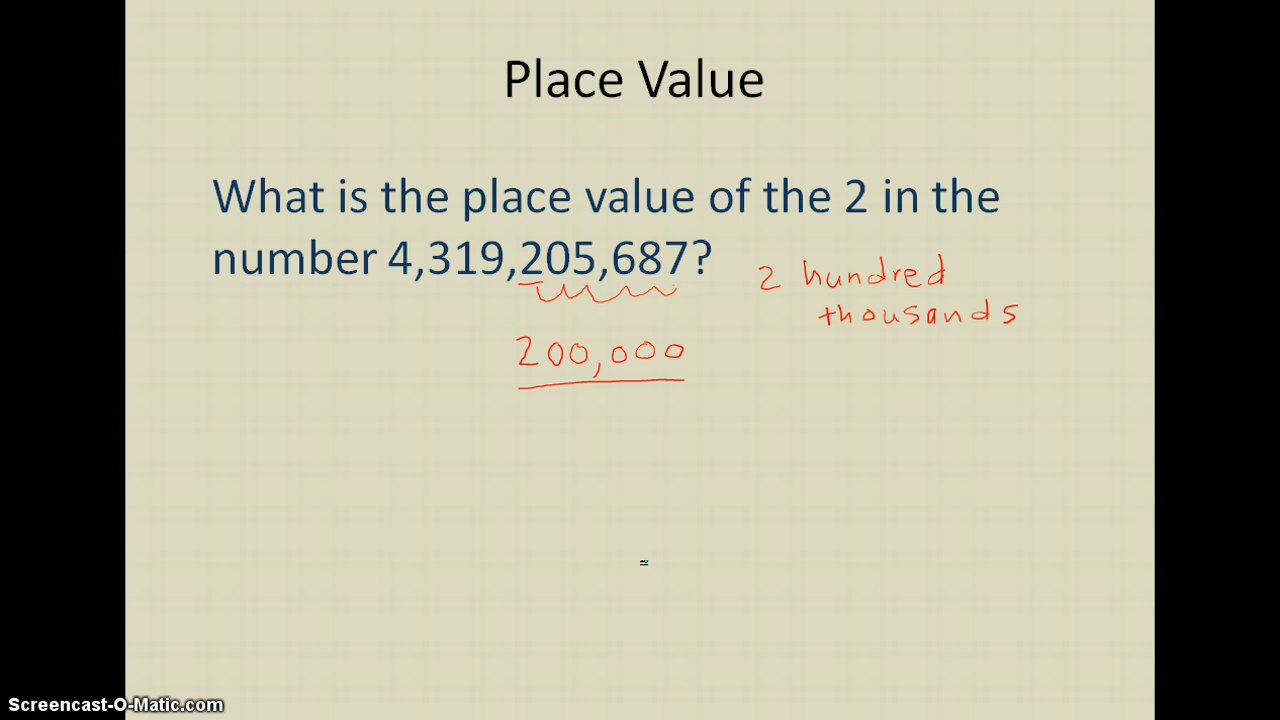 Place Value
What is the place value of the 2 in the
number 4,319,205,687?
2 hundred
thousands
200,000
Screencast-O-Matic.com